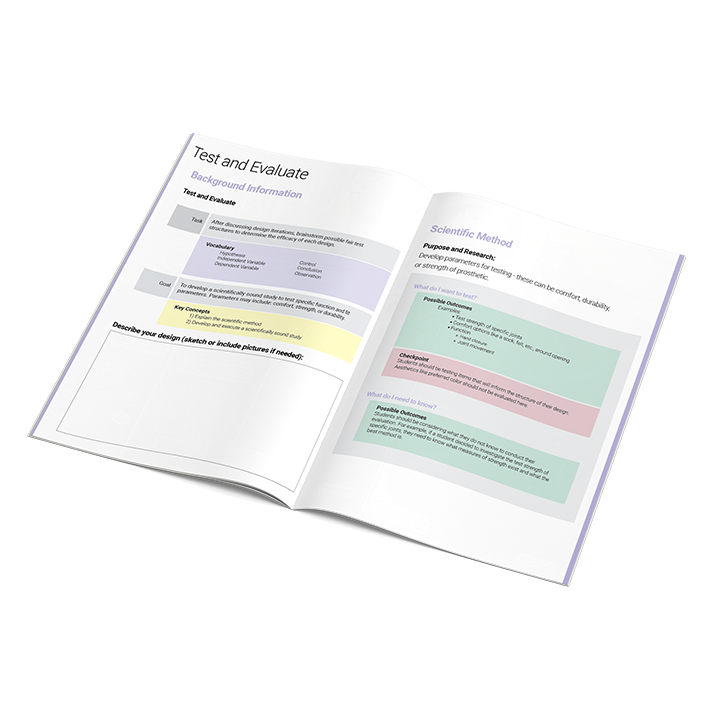 Test and Evaluate
Background Information
Test and Evaluate
Task
After discussing design iterations, brainstorm possible fair test
structures to determine the efficacy of each design.
Vocabulary
Hypothesis
Independent Variable
Dependent Variable
Control
Conclusion
Observation
Goal
To develop a scientifically sound study to test specific function and fit
parameters. Parameters may include: comfort, strength, or durability.
Key Concepts
1) Explain the scientific method
2) Develop and execute a scientifically sound study
Describe your design (sketch or include pictures if needed):
Scientific Method
Purpose and Research:
Develop parameters for testing - these can be comfort, durability,
or strength of prosthetic.
What do I want to test?
Possible Outcomes
Examples:
• Test strength of specific joints
• Comfort options like a sock, felt, etc. around opening
• Function
• Hand closure
• Joint movement
Checkpoint
Students should be testing items that will inform the structure of their design.
Aesthetics like preferred color should not be evaluated here.
What do I need to know?
Possible Outcomes
Students should be considering what they do not know to conduct their
evaluation. For example, if a student decided to investigate the test strength of
specific joints, they need to know what measures of strength exist and what the
best method is.